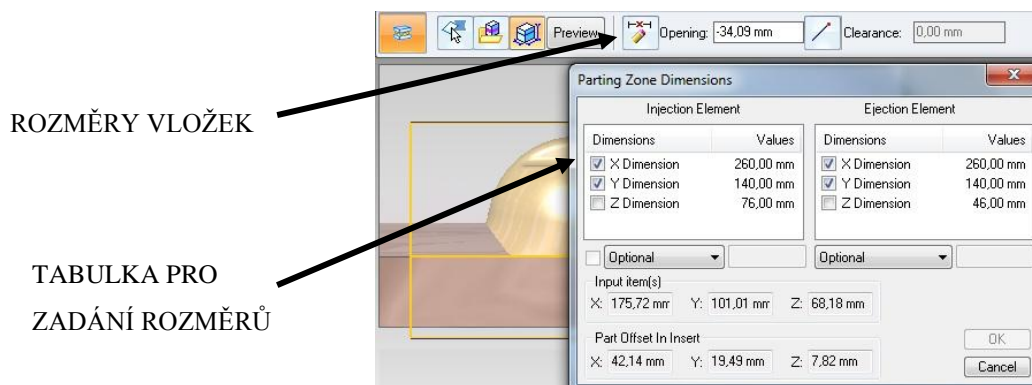 Preview Opening: -34,09 mm Clearance: 0,00 mm
Parting Zone Dimensions
Injection Element Ejection Element
Dimensions Values Dimensions Values
X Dimension 260,00 mm X Dimension 260,00 mm
Y Dimension 140,00 mm Y Dimension 140,00 mm
Z Dimension 76,00 mm Z Dimension 46,00 mm
Optional Optional
Input item(s)
X: 175,72 mm Y: 101,01 mm Z: 68,18 mm
Part Offset In Insert
X: 42,14 mm Y: 19,49 mm Z: 7,82 mm
OK
Cancel
ROZMĚRY VLOŽEK
TABULKA PRO
ZADÁNÍ ROZMĚRŮ